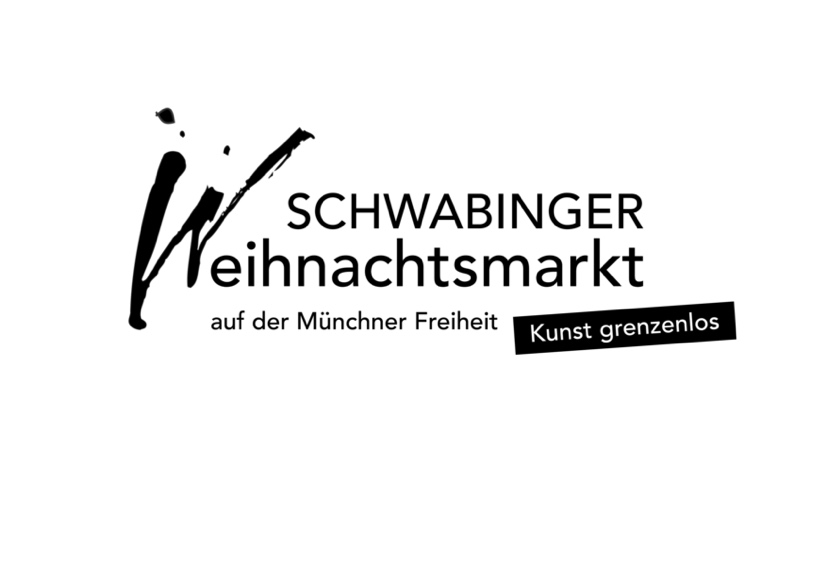 SCHWABINGER
Weihnachtsmarkt
auf der Münchner Freiheit
Kunst grenzenlos